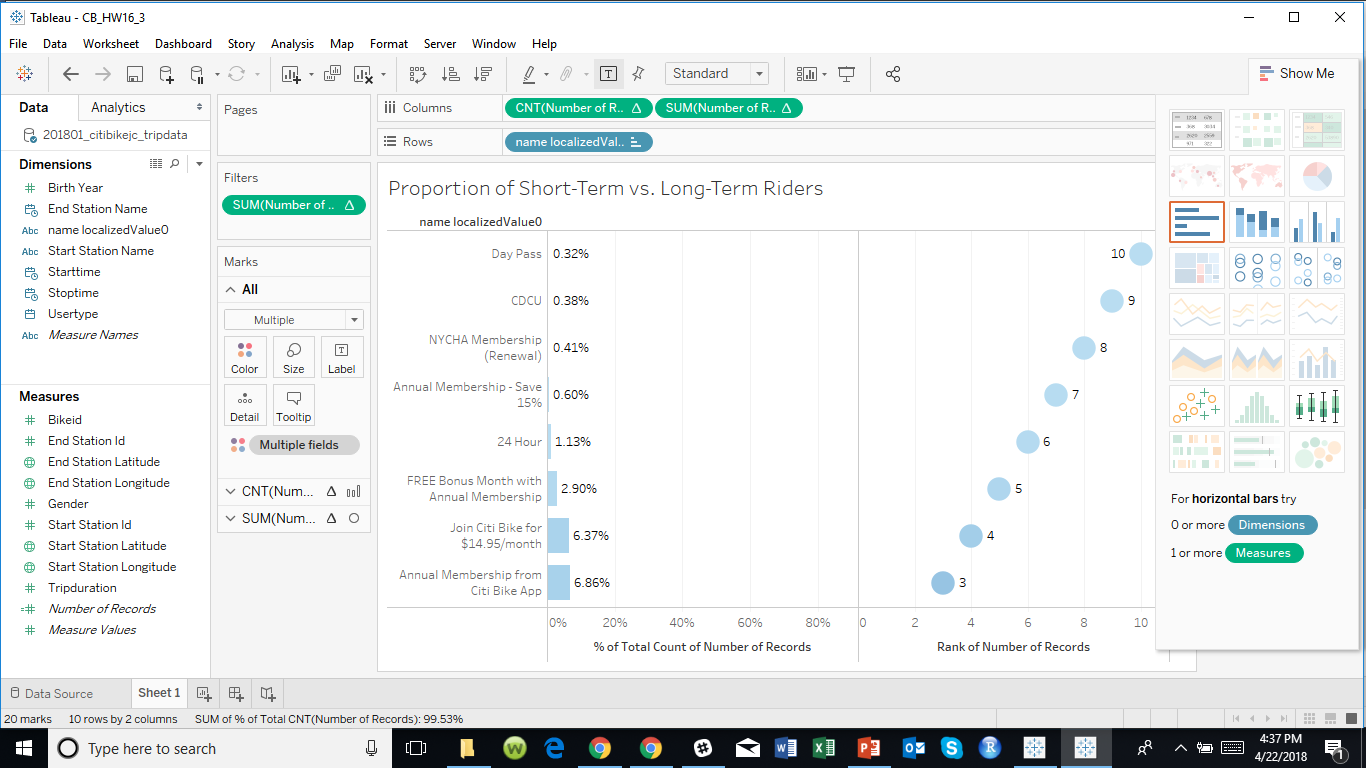 Tableau - CB_HW16_3
File Data Worksheet Dashboard Story Analysis Map Format Server Window Help
Standard
Show Me
Data Analytics
201801_citibikejc_tripdata
Dimensions
Birth Year
End Station Name
Abc name localizedValue0
Abc Start Station Name
Starttime
Stoptime
Usertype
Abc Measure Names
Measures
Bikeid
End Station Id
End Station Latitude
End Station Longitude
Gender
Start Station Id
Start Station Latitude
Start Station Longitude
Tripduration
Number of Records
Measure Values
Pages
Filters
SUM(Number of ..
Marks
All
Multiple
Color Size Label
Detail Tooltip
Multiple fields
CNT(Num...
SUM(Num...
Columns CNT(Number of R.. SUM(Number of R..
Rows name localizedVal..
Proportion of Short-Term vs. Long-Term Riders
name localizedValue0
Day Pass 0.32% 10
CDCU 0.38% 9
NYCHA Membership
(Renewal) 0.41% 8
Annual Membership - Save
15% 0.60% 7
24 Hour 1.13% 6
FREE Bonus Month with
Annual Membership 2.90% 5
Join Citi Bike for
$14.95/month 6.37% 4
Annual Membership from
Citi Bike App 6.86% 3
0% 20% 40% 60% 80% 0 2 4 6 8 10
% of Total Count of Number of Records Rank of Number of Records
For horizontal bars try
0 or more Dimensions
1 or more Measures
Data Source Sheet 1
20 marks 10 rows by 2 columns SUM of % of Total CNT(Number of Records): 99.53%
Type here to search
4:37 PM
4/22/2018
1